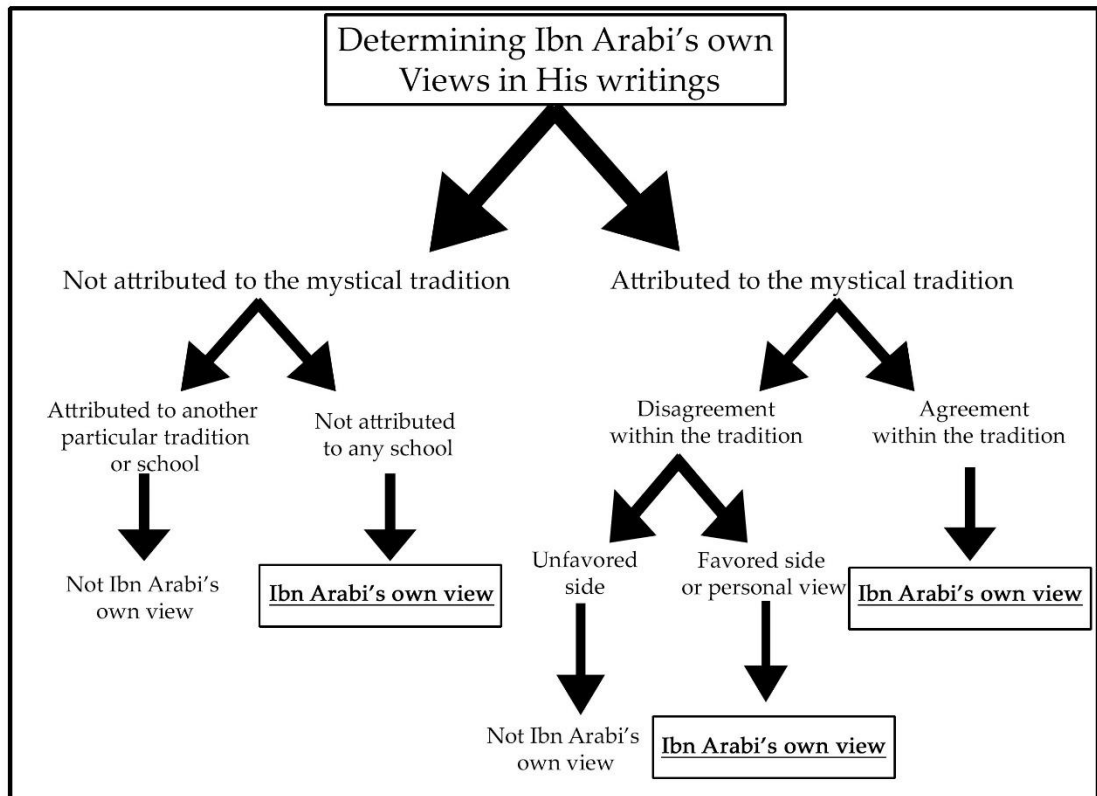 Determining Ibn Arabi's own
Views in His writings
Not attributed to the mystical tradition
Attributed to the mystical tradition
Attributed to another
particular tradition
or school
Not attributed
to any school
Disagreement
within the tradition
Agreement
within the tradition
Not Ibn Arabi's
own view
Ibn Arabi's own view
Unfavored
side
Favored side
or personal view
Ibn Arabi's own view
Not Ibn Arabi's
own view
Ibn Arabi's own view